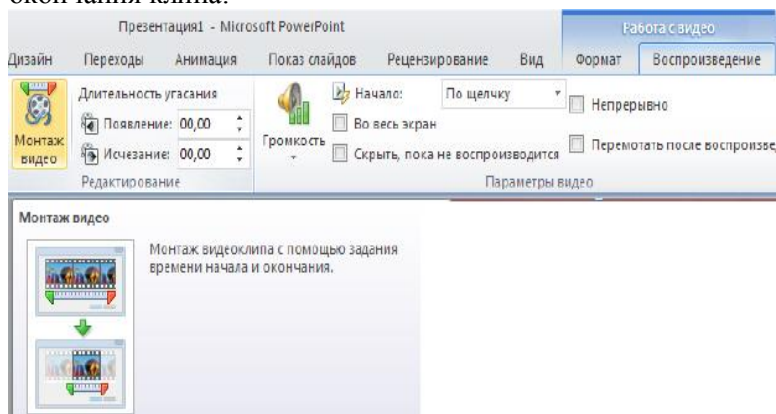 окончания клипа.
Презентация1 - Microsoft PowerPoint
Работа с видео
Дизайн Переходы Анимация Показ слайдов Рецензирование Вид Формат Воспроизведение
Монтаж видео
Длительность угасания
Появление: 00,00
Исчезание: 00,00
Редактирование
Громкость
Начало: По щелчку
Во весь экран
Скрыть, пока не воспроизводится
Непрерывно
Перемотать после воспроизве
Параметры видео
Монтаж видео
Монтаж видеоклипа с помощью задания
времени начала и окончания.